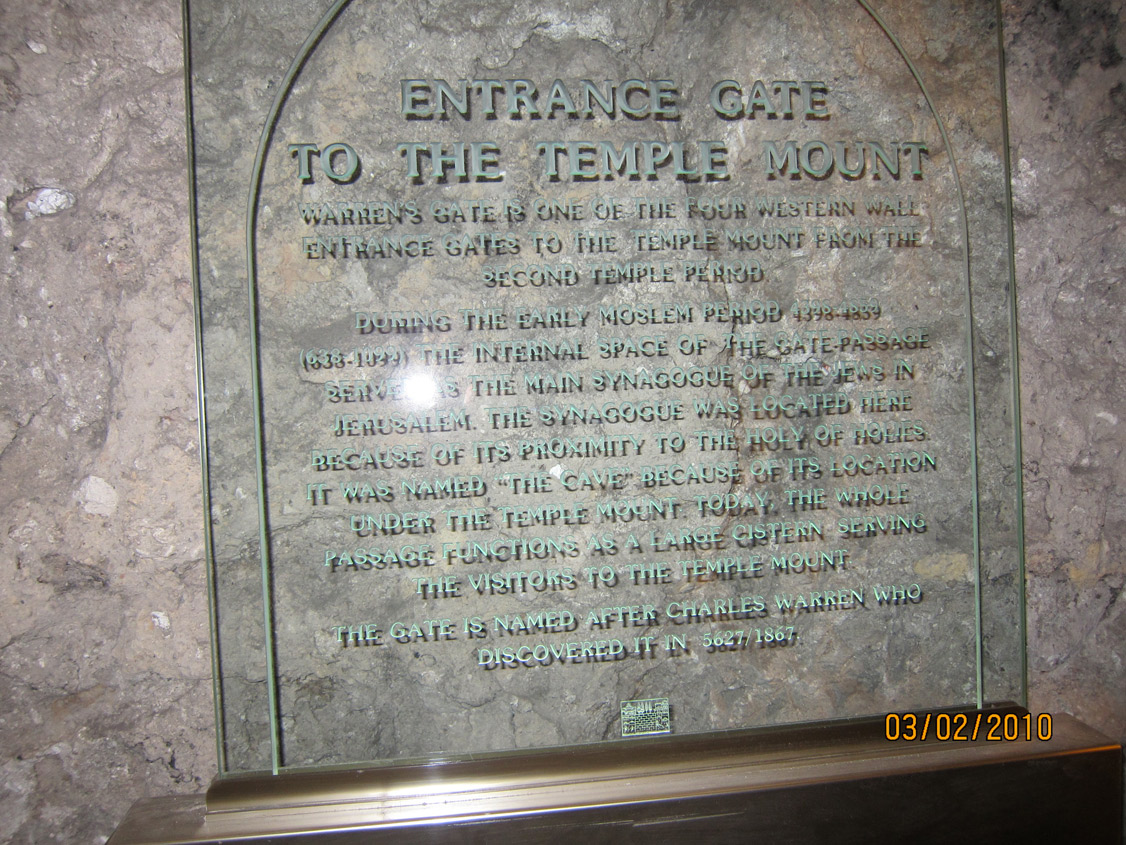 ENTRANCE GATE
TO THE TEMPLE MOUNT
WARREN'S GATE IS ONE OF THE FOUR WESTERN WALL
ENTRANCE GATES TO THE TEMPLE MOUNT FROM THE
SECOND TEMPLE PERIOD.
DURING THE EARLY MOSLEM PERIOD 4398-4859
(638-1099) THE INTERNAL SPACE OF THE GATE-PASSAGE
SERVED AS THE MAIN SYNAGOGUE OF THE JEWS IN
JERUSALEM. THE SYNAGOGUE WAS LOCATED HERE
BECAUSE OF ITS PROXIMITY TO THE HOLY OF HOLIES.
IT WAS NAMED "THE CAVE" BECAUSE OF ITS LOCATION
UNDER THE TEMPLE MOUNT. TODAY, THE WHOLE
PASSAGE FUNCTIONS AS A LARGE CISTERN SERVING
THE VISITORS TO THE TEMPLE MOUNT
THE GATE IS NAMED AFTER CHARLES WARREN WHO
DISCOVERED IT IN 5627/1867.
03/02/2010